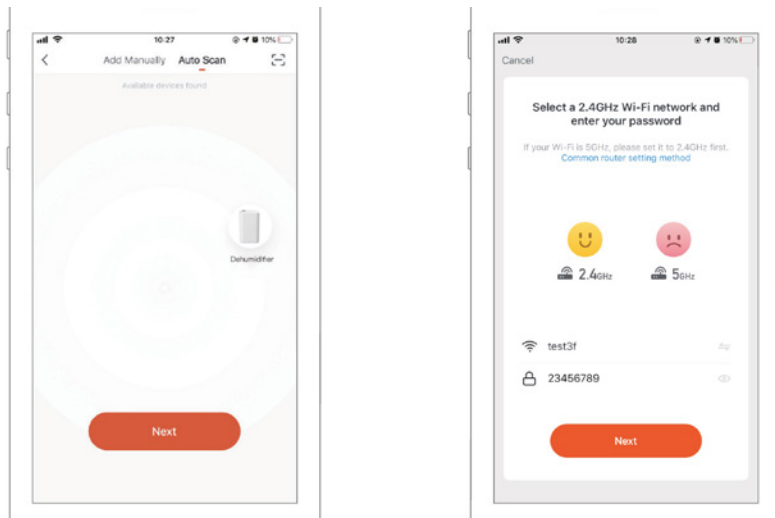 10:27
10%
Add Manually Auto Scan
Available devices found
Dehumidifier
Next
10:28
10%
Cancel
Select a 2.4GHz Wi-Fi network and
enter your password
If your Wi-Fi is 5GHz, please set it to 2.4GHz first.
Common router setting method
2.4GHz
5GHz
test3f
23456789
Next